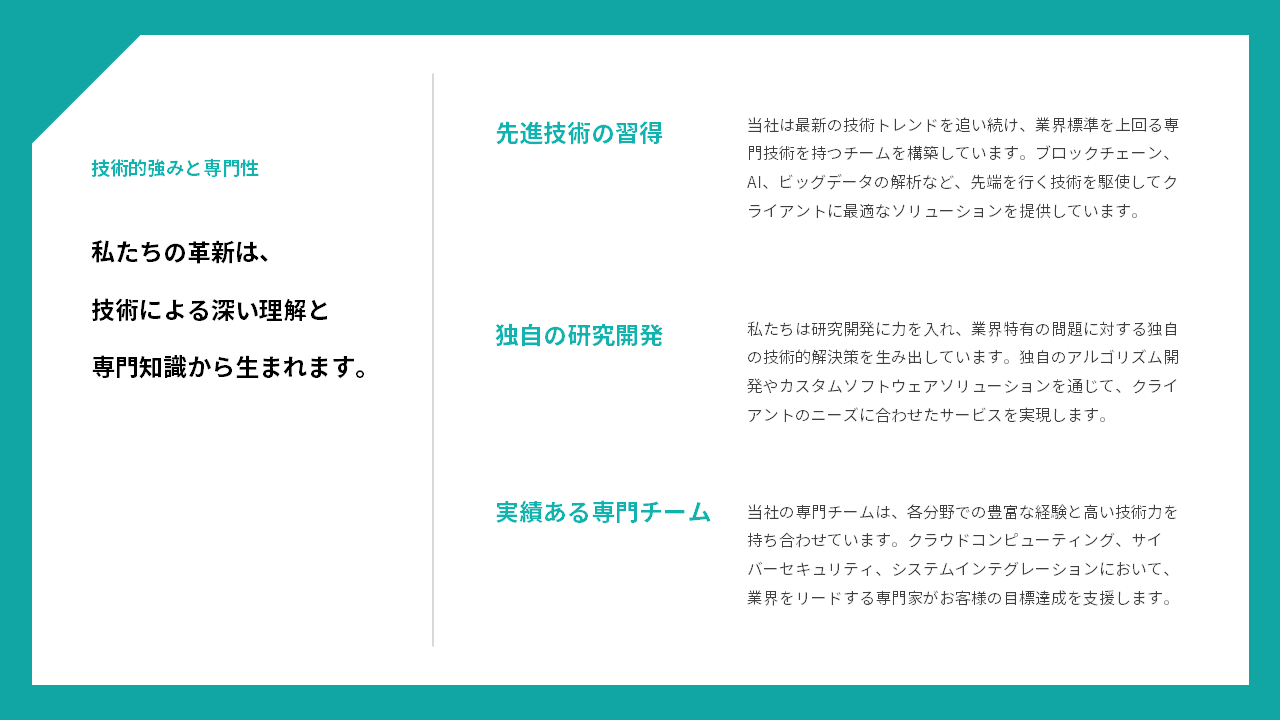 技術的強みと専門性
私たちの革新は、
技術による深い理解と
専門知識から生まれます。
先進技術の習得
当社は最新の技術トレンドを追い続け、業界標準を上回る専
門技術を持つチームを構築しています。ブロックチェーン、
AI、ビッグデータの解析など、先端を行く技術を駆使してク
ライアントに最適なソリューションを提供しています。
独自の研究開発
私たちは研究開発に力を入れ、業界特有の問題に対する独自
の技術的解決策を生み出しています。独自のアルゴリズム開
発やカスタムソフトウェアソリューションを通じて、クライ
アントのニーズに合わせたサービスを実現します。
実績ある専門チーム
当社の専門チームは、各分野での豊富な経験と高い技術力を
持ち合わせています。クラウドコンピューティング、サイ
バーセキュリティ、システムインテグレーションにおいて、
業界をリードする専門家がお客様の目標達成を支援します。